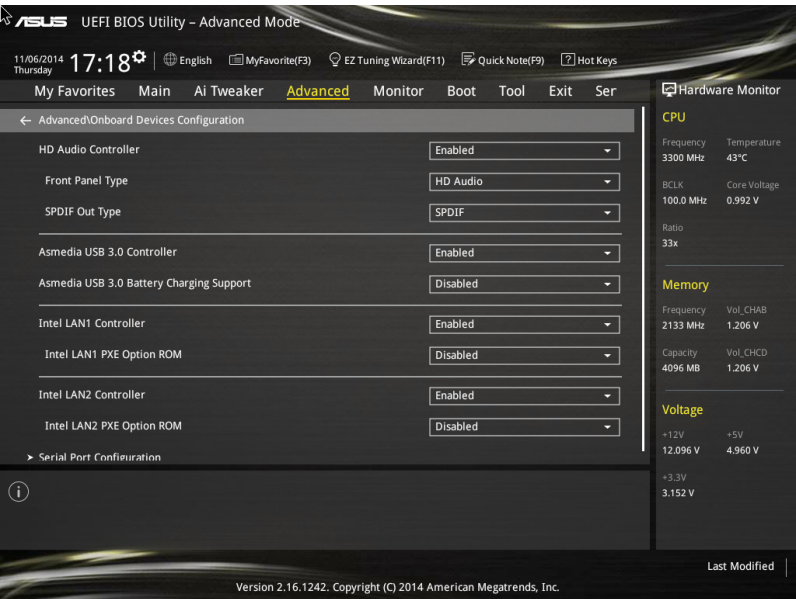 ASUS UEFI BIOS Utility – Advanced Mode
11/06/2014
Thursday
17:18
English
MyFavorite(F3)
EZ Tuning Wizard(F11)
Quick Note(F9)
? Hot Keys
My Favorites Main Ai Tweaker Advanced Monitor Boot Tool Exit Ser
Hardware Monitor
← Advanced\Onboard Devices Configuration
HD Audio Controller Enabled
Front Panel Type HD Audio
SPDIF Out Type SPDIF
Asmedia USB 3.0 Controller Enabled
Asmedia USB 3.0 Battery Charging Support Disabled
Intel LAN1 Controller Enabled
Intel LAN1 PXE Option ROM Disabled
Intel LAN2 Controller Enabled
Intel LAN2 PXE Option ROM Disabled
Serial Port Configuration
CPU
Frequency Temperature
3300 MHz 43°C
BCLK Core Voltage
100.0 MHz 0.992 V
Ratio
33x
Memory
Frequency Vol_CHAB
2133 MHz 1.206 V
Capacity Vol_CHCD
4096 MB 1.206 V
Voltage
+12V +5V
12.096 V 4.960 V
+3.3V
3.152 V
i
Last Modified
Version 2.16.1242. Copyright (C) 2014 American Megatrends, Inc.